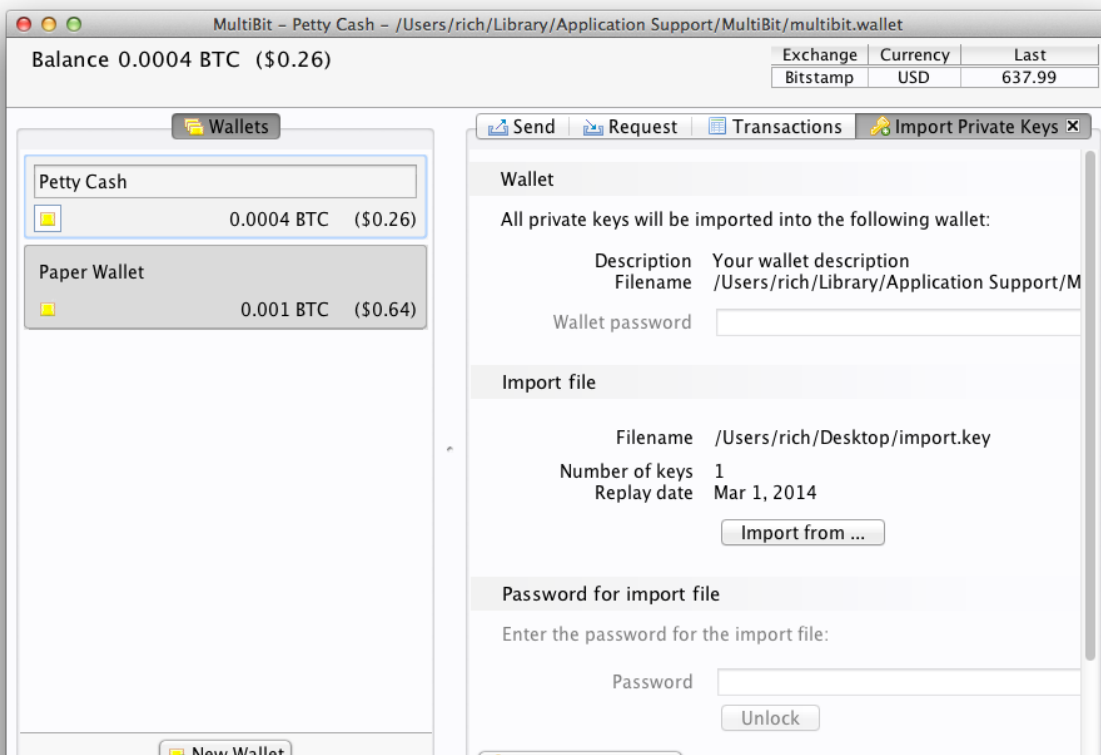 MultiBit – Petty Cash – /Users/rich/Library/Application Support/MultiBit/multibit.wallet
Balance 0.0004 BTC ($0.26)
Exchange Currency Last
Bitstamp USD 637.99
Wallets
Send Request Transactions Import Private Keys
Petty Cash
0.0004 BTC ($0.26)
Paper Wallet
0.001 BTC ($0.64)
New Wallet
Wallet
All private keys will be imported into the following wallet:
Description Your wallet description
Filename /Users/rich/Library/Application Support/M
Wallet password
Import file
Filename /Users/rich/Desktop/import.key
Number of keys 1
Replay date Mar 1, 2014
Import from ...
Password for import file
Enter the password for the import file:
Password
Unlock